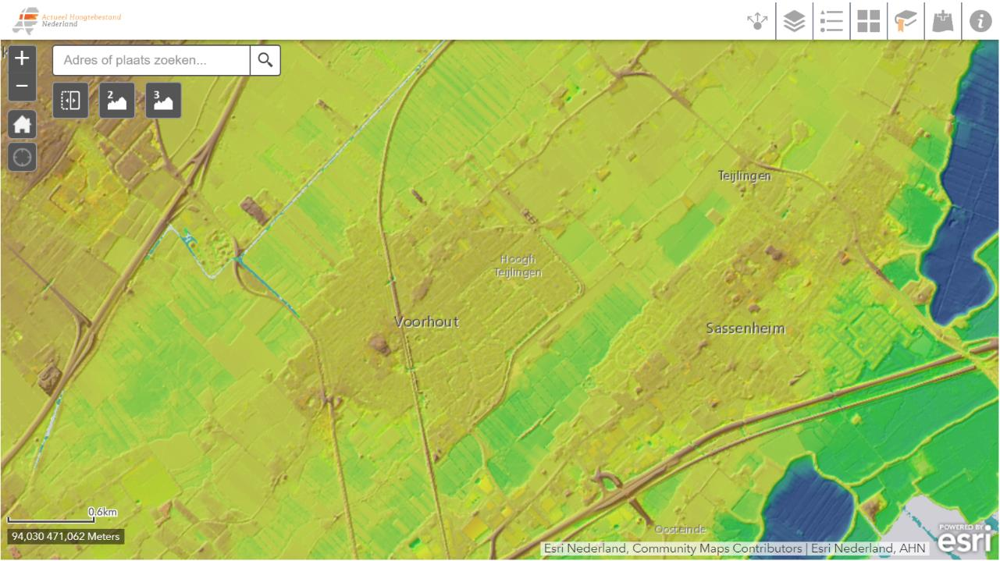 Actueel Hoogtebestand
Nederland
+
Adres of plaats zoeken...
−
2
3
i
Teijlingen
Hoogh
Teijlingen
Voorhout
Sassenheim
0.6km
Oosteinde
94,030 471,062 Meters
POWERED BY
esri
Esri Nederland, Community Maps Contributors | Esri Nederland, AHN